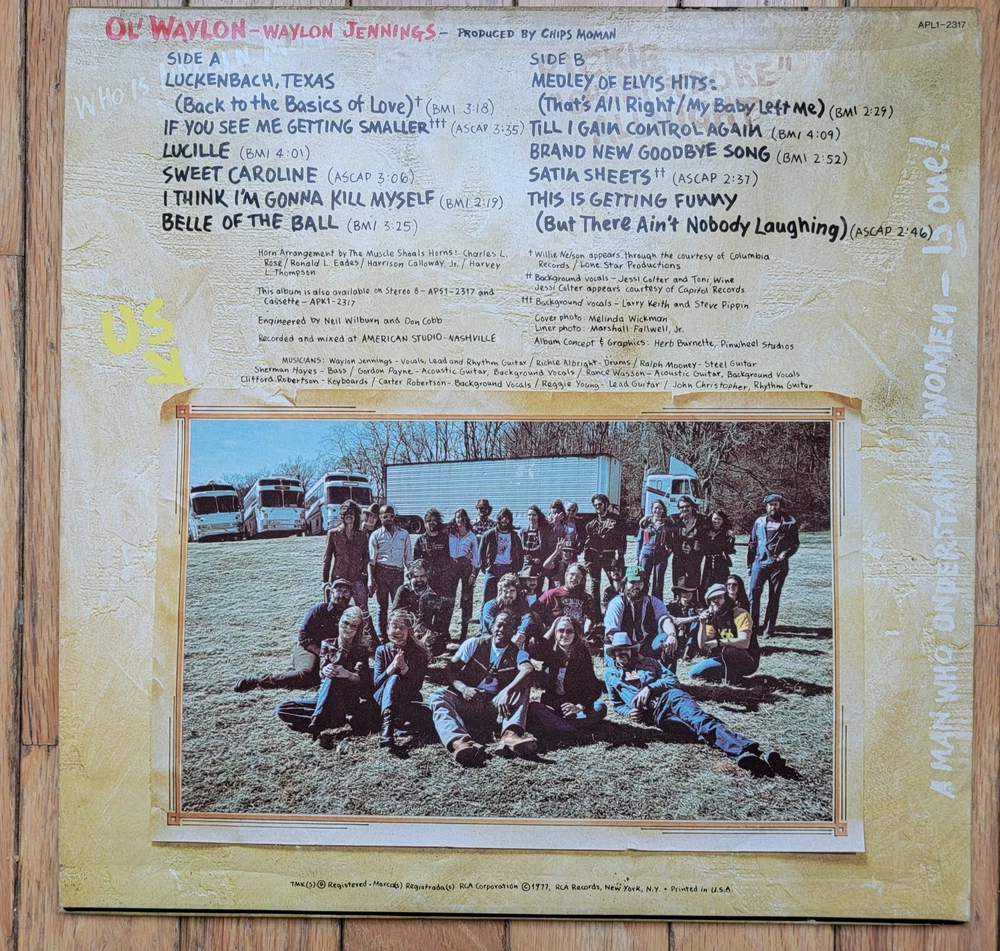 OL' WAYLON - WAYLON JENNINGS - PRODUCED BY CHIPS MOMAN
APL1-2317
SIDE A
LUCKENBACH, TEXAS
(Back to the Basics of Love)† (BMI 3:18)
IF YOU SEE ME GETTING SMALLER††† (ASCAP 3:35)
LUCILLE (BMI 4:01)
SWEET CAROLINE (ASCAP 3:06)
I THINK I'M GONNA KILL MYSELF (BMI 2:19)
BELLE OF THE BALL (BMI 3:25)
SIDE B
MEDLEY OF ELVIS HITS:
(That's All Right/My Baby Left Me) (BMI 2:29)
TILL I GAIN CONTROL AGAIN (BMI 4:09)
BRAND NEW GOODBYE SONG (BMI 2:52)
SATIN SHEETS†† (ASCAP 2:37)
THIS IS GETTING FUNNY
(But There Ain't Nobody Laughing) (ASCAP 2:46)
WHO IS
Horn Arrangement by The Muscle Shoals Horns: Charles L.
Rose/Ronald L. Eades/Harrison Calloway, Jr./Harvey
L. Thompson
This album is also available on Stereo 8-APS1-2317 and
Cassette-APK1-2317
Engineered by Neil Wilburn and Don Cobb
Recorded and mixed at AMERICAN STUDIO-NASHVILLE
† Willie Nelson appears through the courtesy of Columbia
Records/Lone Star Productions
†† Background vocals - Jessi Colter and Toni Wine
Jessi Colter appears courtesy of Capitol Records
††† Background vocals - Larry Keith and Steve Pippin
Cover photo: Melinda Wickman
Liner photo: Marshall Fallwell, Jr.
Album Concept & Graphics: Herb Burnette, Pinwheel Studios
MUSICIANS: Waylon Jennings - Vocals, Lead and Rhythm Guitar / Richie Albright - Drums / Ralph Mooney - Steel Guitar
Sherman Hayes - Bass / Gordon Payne - Acoustic Guitar, Background Vocals / Rance Wasson - Acoustic Guitar, Background Vocals
Clifford Robertson - Keyboards / Carter Robertson - Background Vocals / Reggie Young - Lead Guitar / John Christopher, Rhythm Guitar
US
A MAN WHO UNDERSTANDS WOMEN - IS ONE!
TMK(S) ® Registered - Marca(s) Registrada(s) RCA Corporation ©1977, RCA Records, New York, N.Y. • Printed in U.S.A.